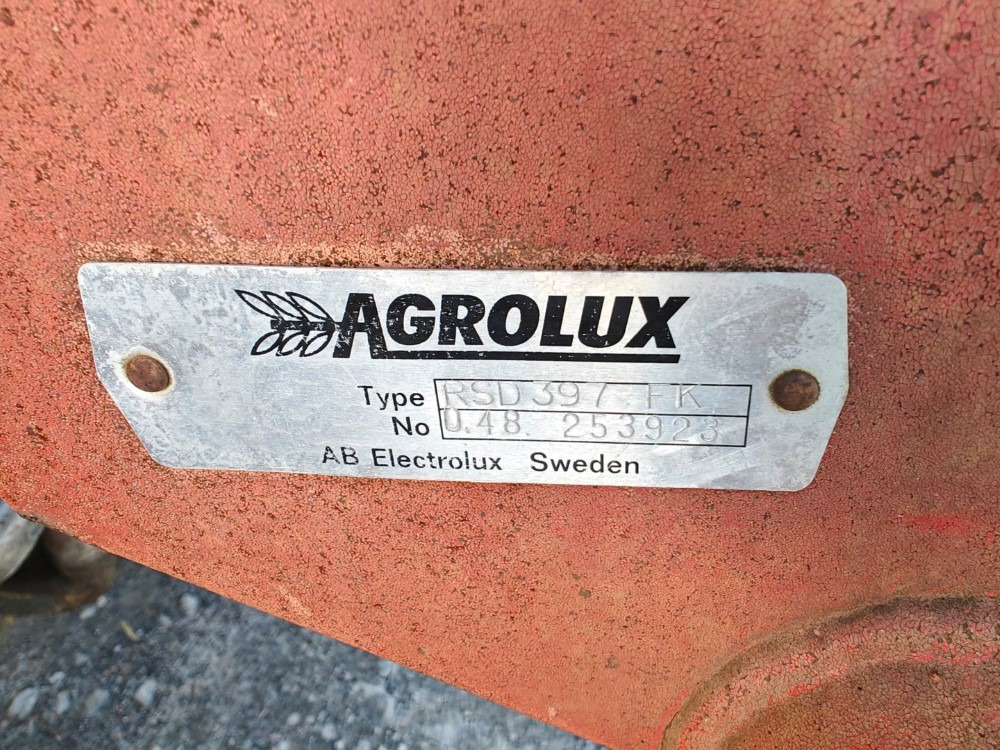 AGROLUX
Type RSD 397 FK
No 0.48. 253923
AB Electrolux Sweden